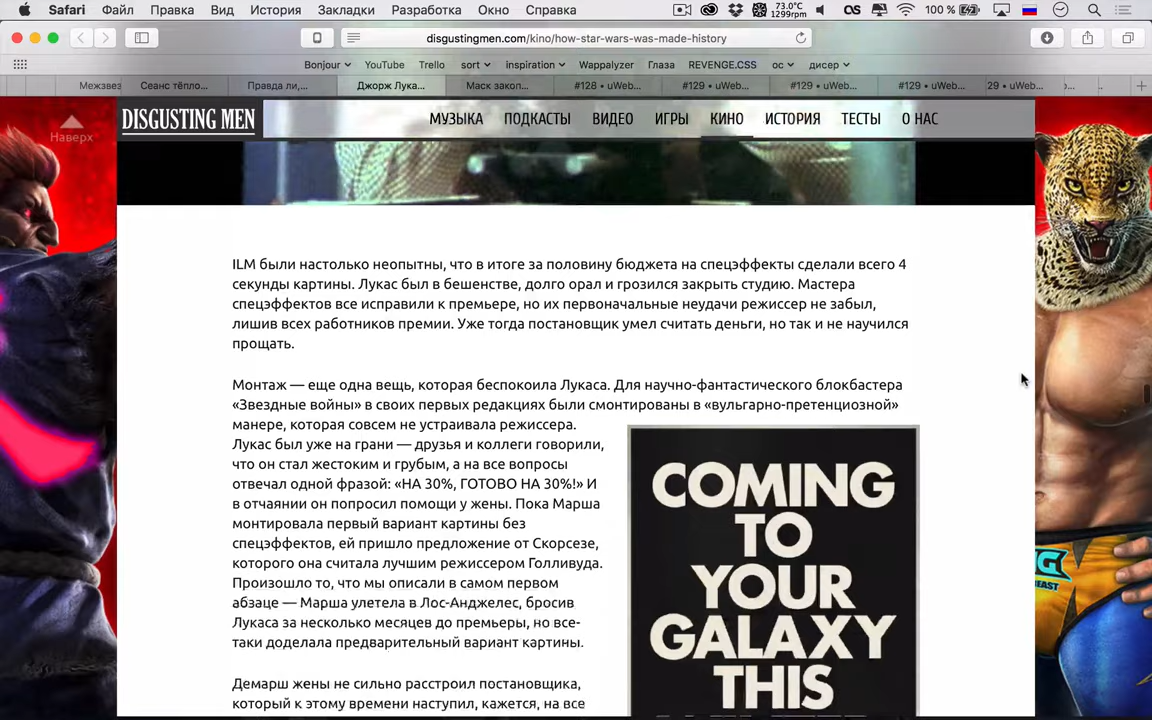 Safari Файл Правка Вид История Закладки Разработка Окно Справка 73.0°C 1299rpm 100 %
disgustingmen.com/kino/how-star-wars-was-made-history
Bonjour YouTube Trello sort inspiration Wappalyzer Глаза REVENGE.CSS ос дисер
Межзвез Сеанс тёпло... Правда ли,... Джорж Лука... Маск закоп... #128 • uWeb... #129 • uWeb... #129 • uWeb... #129 • uWeb... 29 • uWeb...
Наверх
DISGUSTING MEN МУЗЫКА ПОДКАСТЫ ВИДЕО ИГРЫ КИНО ИСТОРИЯ ТЕСТЫ О НАС
ILM были настолько неопытны, что в итоге за половину бюджета на спецэффекты сделали всего 4
секунды картины. Лукас был в бешенстве, долго орал и грозился закрыть студию. Мастера
спецэффектов все исправили к премьере, но их первоначальные неудачи режиссер не забыл,
лишив всех работников премии. Уже тогда постановщик умел считать деньги, но так и не научился
прощать.
Монтаж — еще одна вещь, которая беспокоила Лукаса. Для научно-фантастического блокбастера
«Звездные войны» в своих первых редакциях были смонтированы в «вульгарно-претенциозной»
манере, которая совсем не устраивала режиссера.
Лукас был уже на грани — друзья и коллеги говорили,
что он стал жестоким и грубым, а на все вопросы
отвечал одной фразой: «НА 30%, ГОТОВО НА 30%!» И
в отчаянии он попросил помощи у жены. Пока Марша
монтировала первый вариант картины без
спецэффектов, ей пришло предложение от Скорсезе,
которого она считала лучшим режиссером Голливуда.
Произошло то, что мы описали в самом первом
абзаце — Марша улетела в Лос-Анджелес, бросив
Лукаса за несколько месяцев до премьеры, но все-
таки доделала предварительный вариант картины.
Демарш жены не сильно расстроил постановщика,
который к этому времени наступил, кажется, на все
COMING
TO
YOUR
GALAXY
THIS